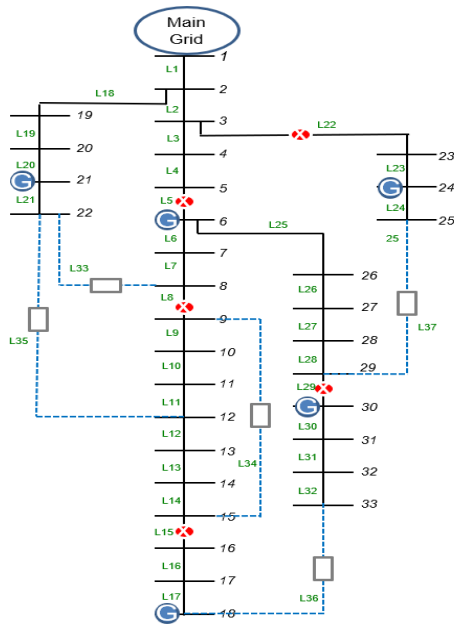 Main
Grid
1
L1
L18
2
19
L2
3
L22
L19
L3
20
4
23
L20
L4
L23
G
21
5
G
24
L21
L5
L24
22
G
6
L25
25
L6
25
7
L33
L7
26
8
L26
L8
9
27
L37
L35
L9
L27
10
28
L10
L28
11
29
L11
L29
12
G
30
L12
L30
13
31
L13
L34
L31
14
32
L14
L32
15
33
L15
16
L16
17
L36
L17
G
18